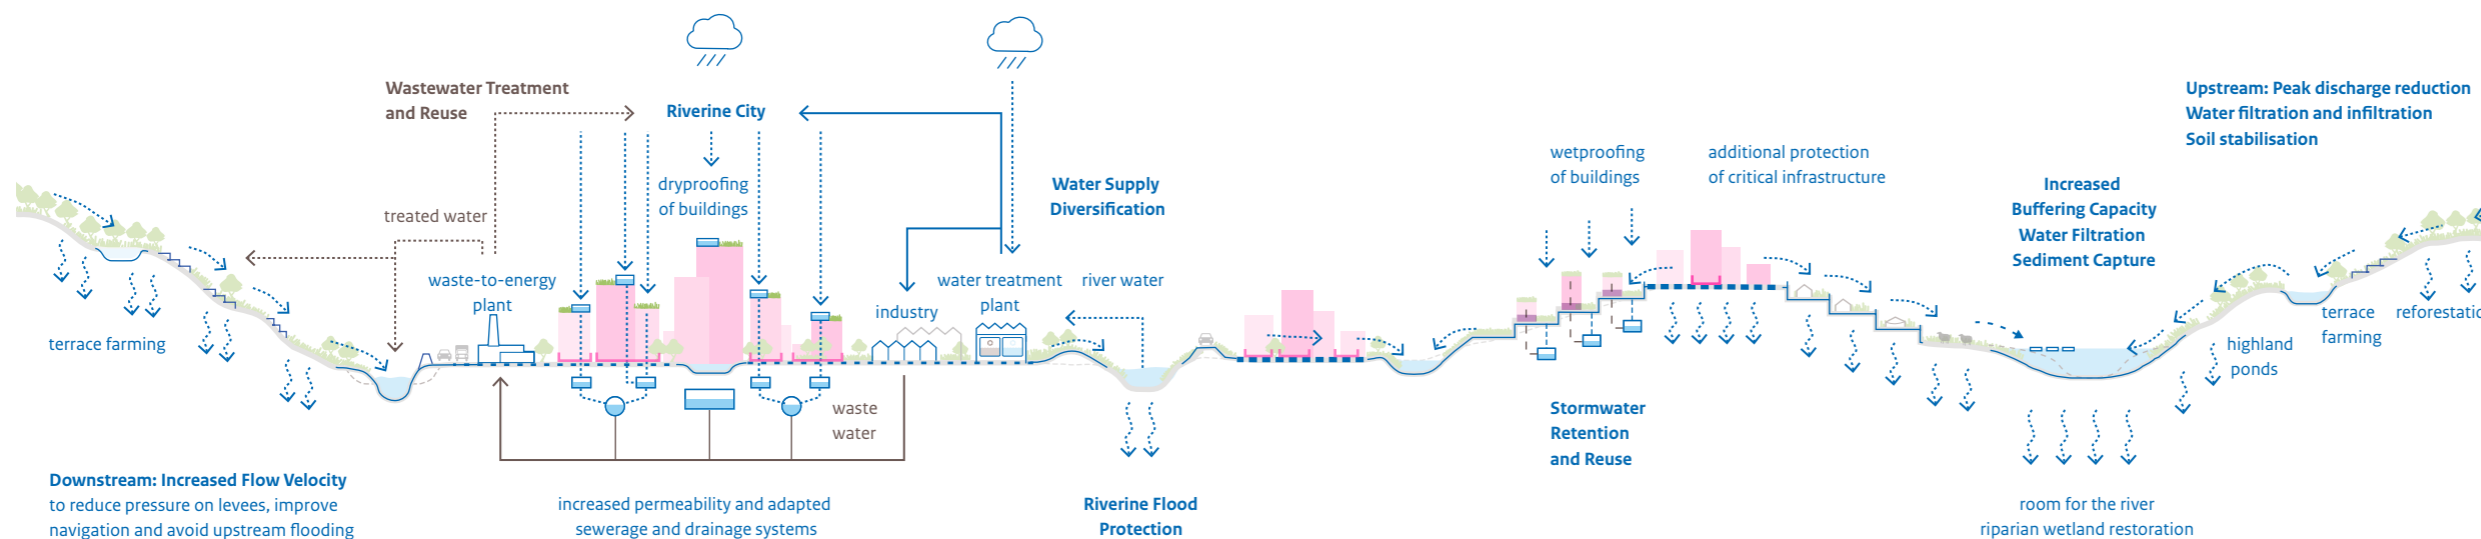 Wastewater Treatment
and Reuse
Riverine City
treated water
dryproofing
of buildings
Water Supply
Diversification
waste-to-energy
plant
industry
water treatment
plant
river water
terrace farming
waste
water
Downstream: Increased Flow Velocity
to reduce pressure on levees, improve
navigation and avoid upstream flooding
increased permeability and adapted
sewerage and drainage systems
Riverine Flood
Protection
wetproofing
of buildings
additional protection
of critical infrastructure
Stormwater
Retention
and Reuse
Upstream: Peak discharge reduction
Water filtration and infiltration
Soil stabilisation
Increased
Buffering Capacity
Water Filtration
Sediment Capture
terrace
farming
reforestatio
highland
ponds
room for the river
riparian wetland restoration